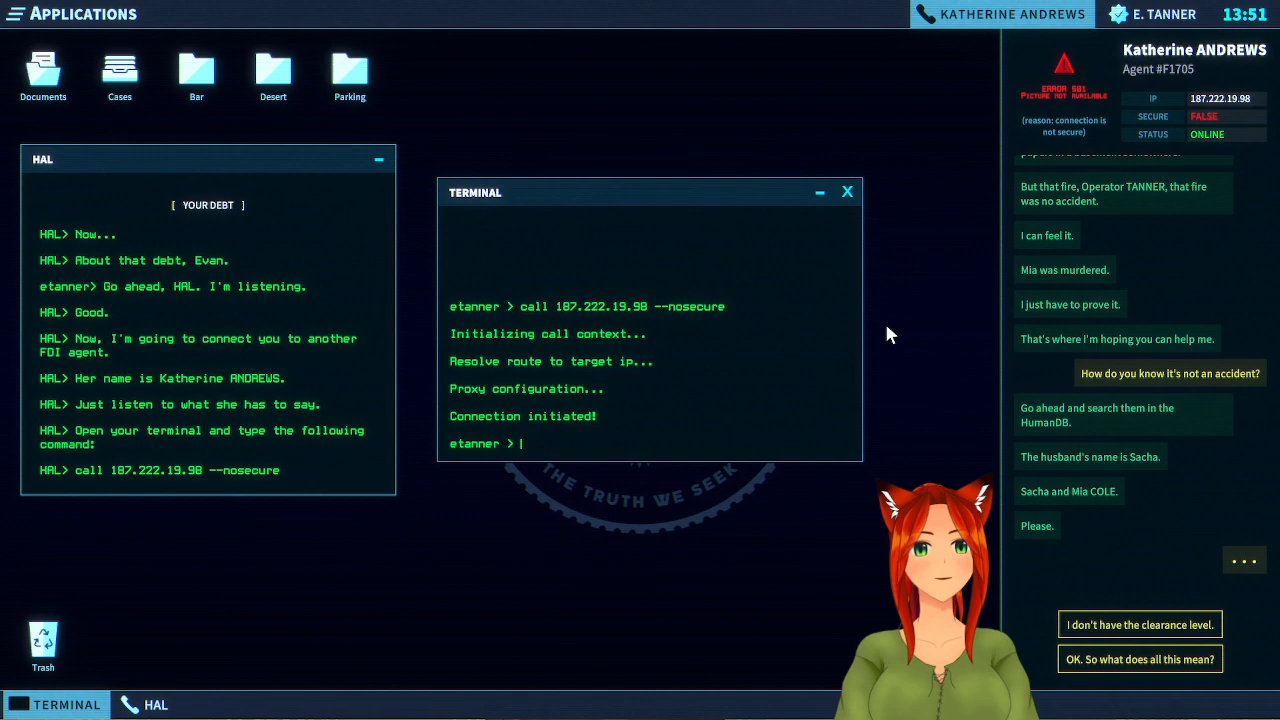 APPLICATIONS
KATHERINE ANDREWS
E. TANNER
13:51
Documents
Cases
Bar
Desert
Parking
HAL
[ YOUR DEBT ]
HAL> Now...
HAL> About that debt, Evan.
etanner> Go ahead, HAL. I'm listening.
HAL> Good.
HAL> Now, I'm going to connect you to another
FDI agent.
HAL> Her name is Katherine ANDREWS.
HAL> Just listen to what she has to say.
HAL> Open your terminal and type the following
command:
HAL> call 187.222.19.98 --nosecure
TERMINAL
X
etanner > call 187.222.19.98 --nosecure
Initializing call context...
Resolve route to target ip...
Proxy configuration...
Connection initiated!
etanner >
THE TRUTH WE SEEK
Katherine ANDREWS
Agent #F1705
ERROR 501
PICTURE NOT AVAILABLE
(reason: connection is
not secure)
IP 187.222.19.98
SECURE FALSE
STATUS ONLINE
But that fire, Operator TANNER, that fire
was no accident.
I can feel it.
Mia was murdered.
I just have to prove it.
That's where I'm hoping you can help me.
How do you know it's not an accident?
Go ahead and search them in the
HumanDB.
The husband's name is Sacha.
Sacha and Mia COLE.
Please.
...
I don't have the clearance level.
OK. So what does all this mean?
Trash
TERMINAL
HAL